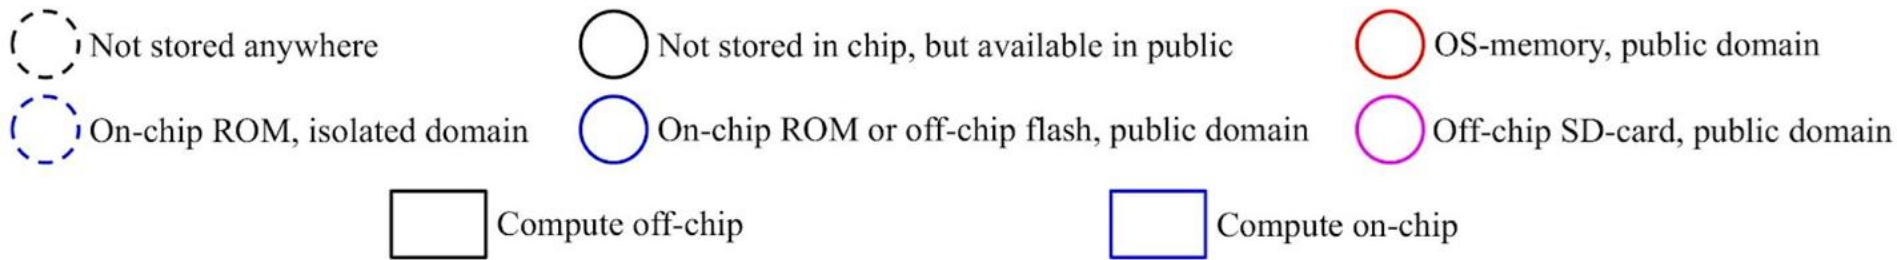 Not stored anywhere
Not stored in chip, but available in public
OS-memory, public domain
On-chip ROM, isolated domain
On-chip ROM or off-chip flash, public domain
Off-chip SD-card, public domain
Compute off-chip
Compute on-chip